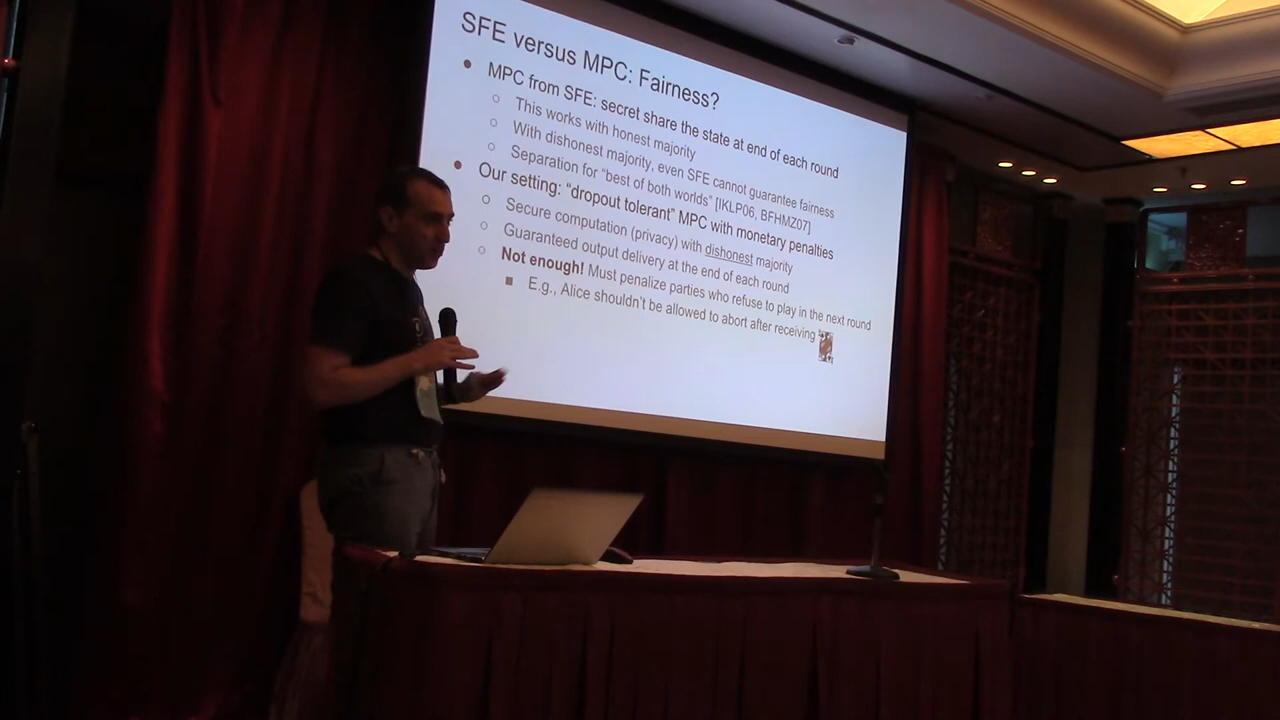 SFE versus MPC: Fairness?
● MPC from SFE: secret share the state at end of each round
○ This works with honest majority
○ With dishonest majority, even SFE cannot guarantee fairness
○ Separation for "best of both worlds" [IKLP06, BFHMZ07]
● Our setting: "dropout tolerant" MPC with monetary penalties
○ Secure computation (privacy) with dishonest majority
○ Guaranteed output delivery at the end of each round
○ Not enough! Must penalize parties who refuse to play in the next round
■ E.g., Alice shouldn't be allowed to abort after receiving